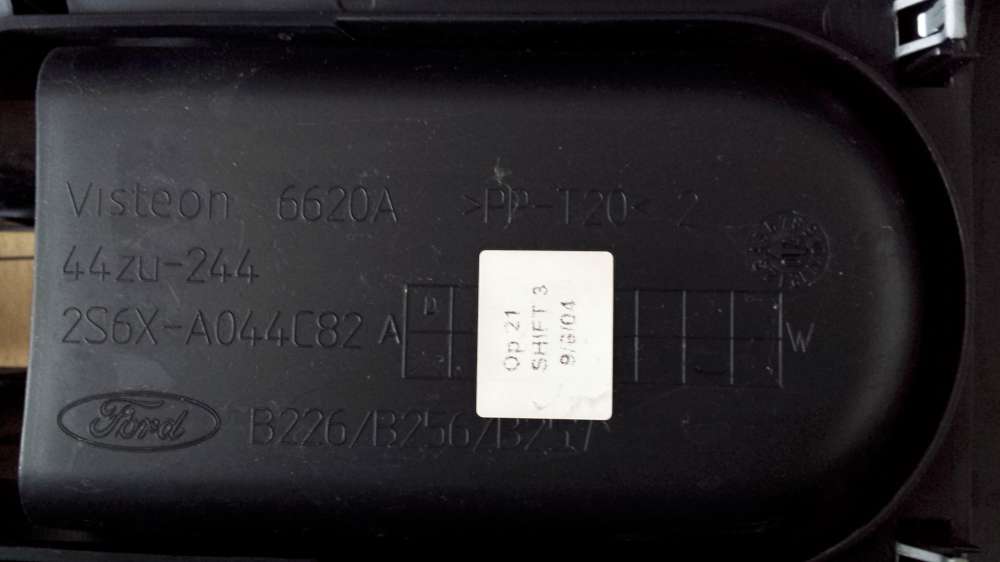 Visteon 6620A >PP-T20< 2
44zu-244
2S6X-A044C82 A
W
Op 21
SHIFT 3
9/8/04
Ford B226/B256/B257